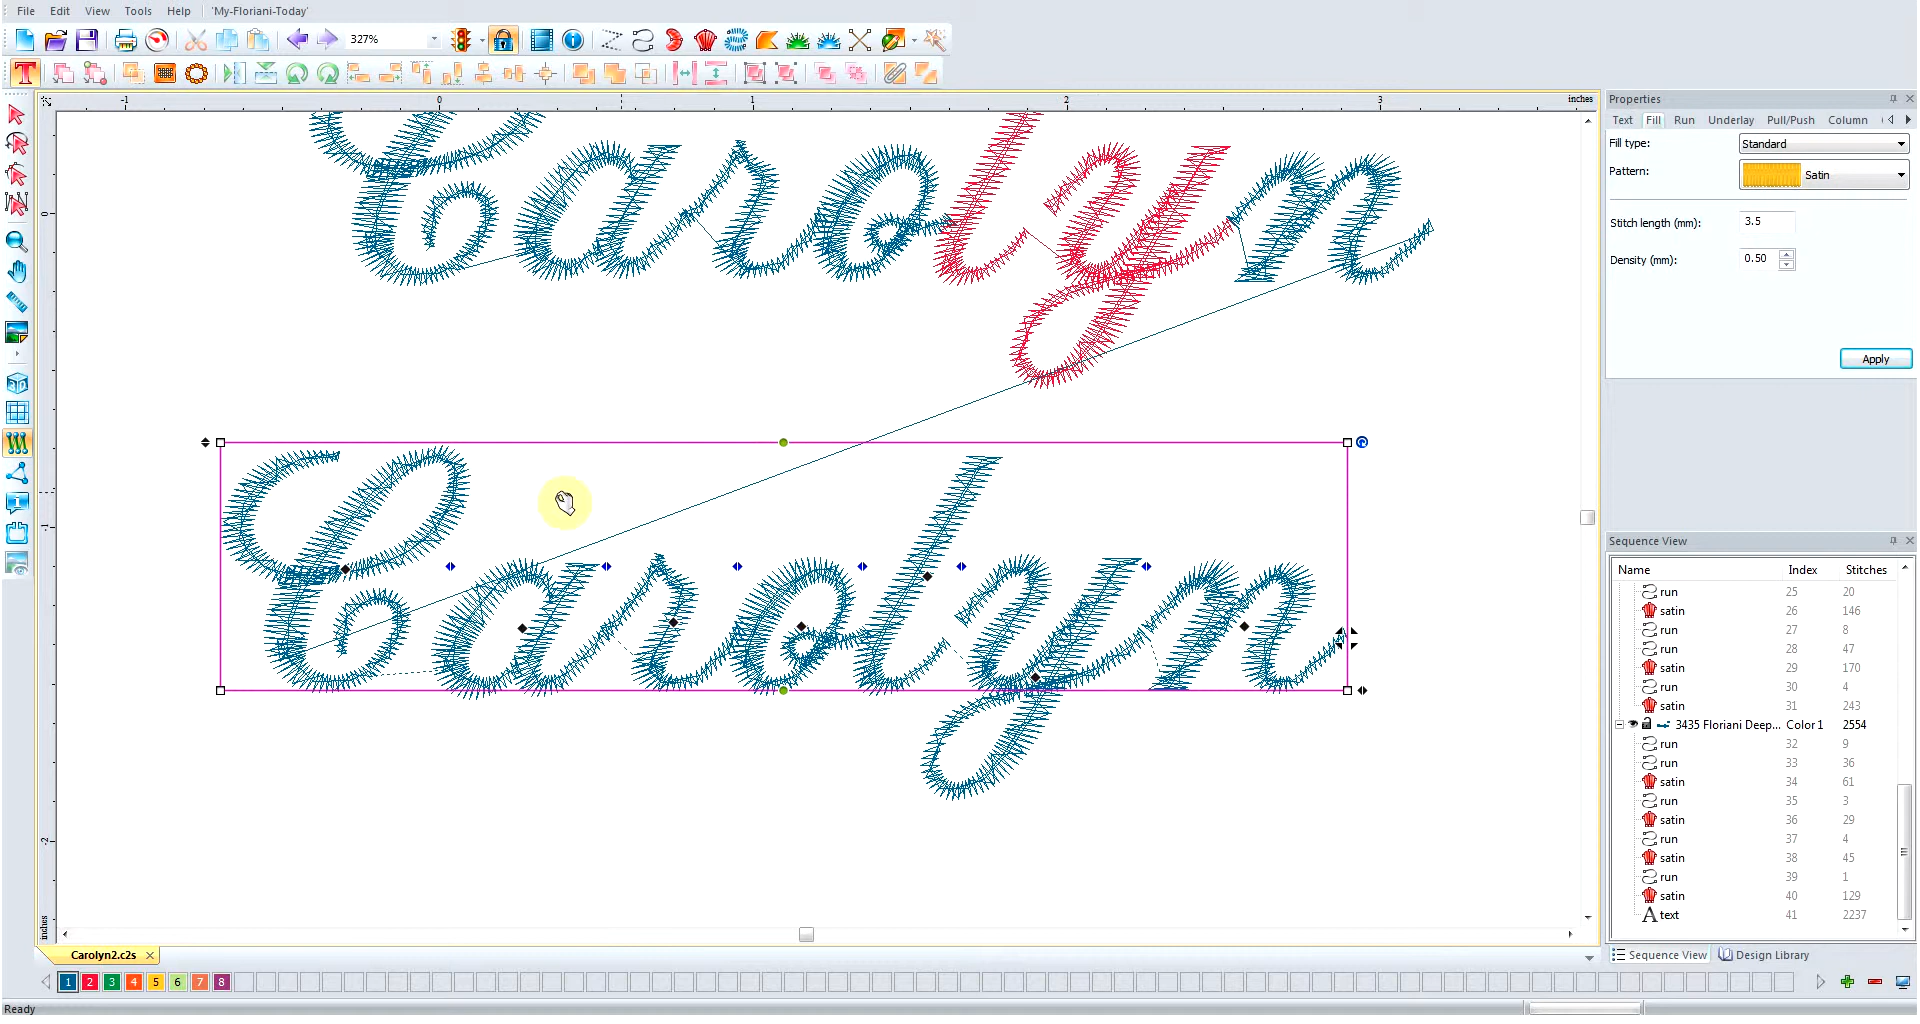 File Edit View Tools Help 'My-Floriani-Today'
327%
-1 0 1 2 3 inches
0
-1
-2
inches
Carolyn
Carolyn
Properties
Text Fill Run Underlay Pull/Push Column
Fill type: Standard
Pattern: Satin
Stitch length (mm): 3.5
Density (mm): 0.50
Apply
Sequence View
Name Index Stitches
run 25 20
satin 26 146
run 27 8
run 28 47
satin 29 170
run 30 4
satin 31 243
3435 Floriani Deep... Color 1 2554
run 32 9
run 33 36
satin 34 61
run 35 3
satin 36 29
run 37 4
satin 38 45
run 39 1
satin 40 129
A text 41 2237
Sequence View Design Library
Carolyn2.c2s
1 2 3 4 5 6 7 8
Ready